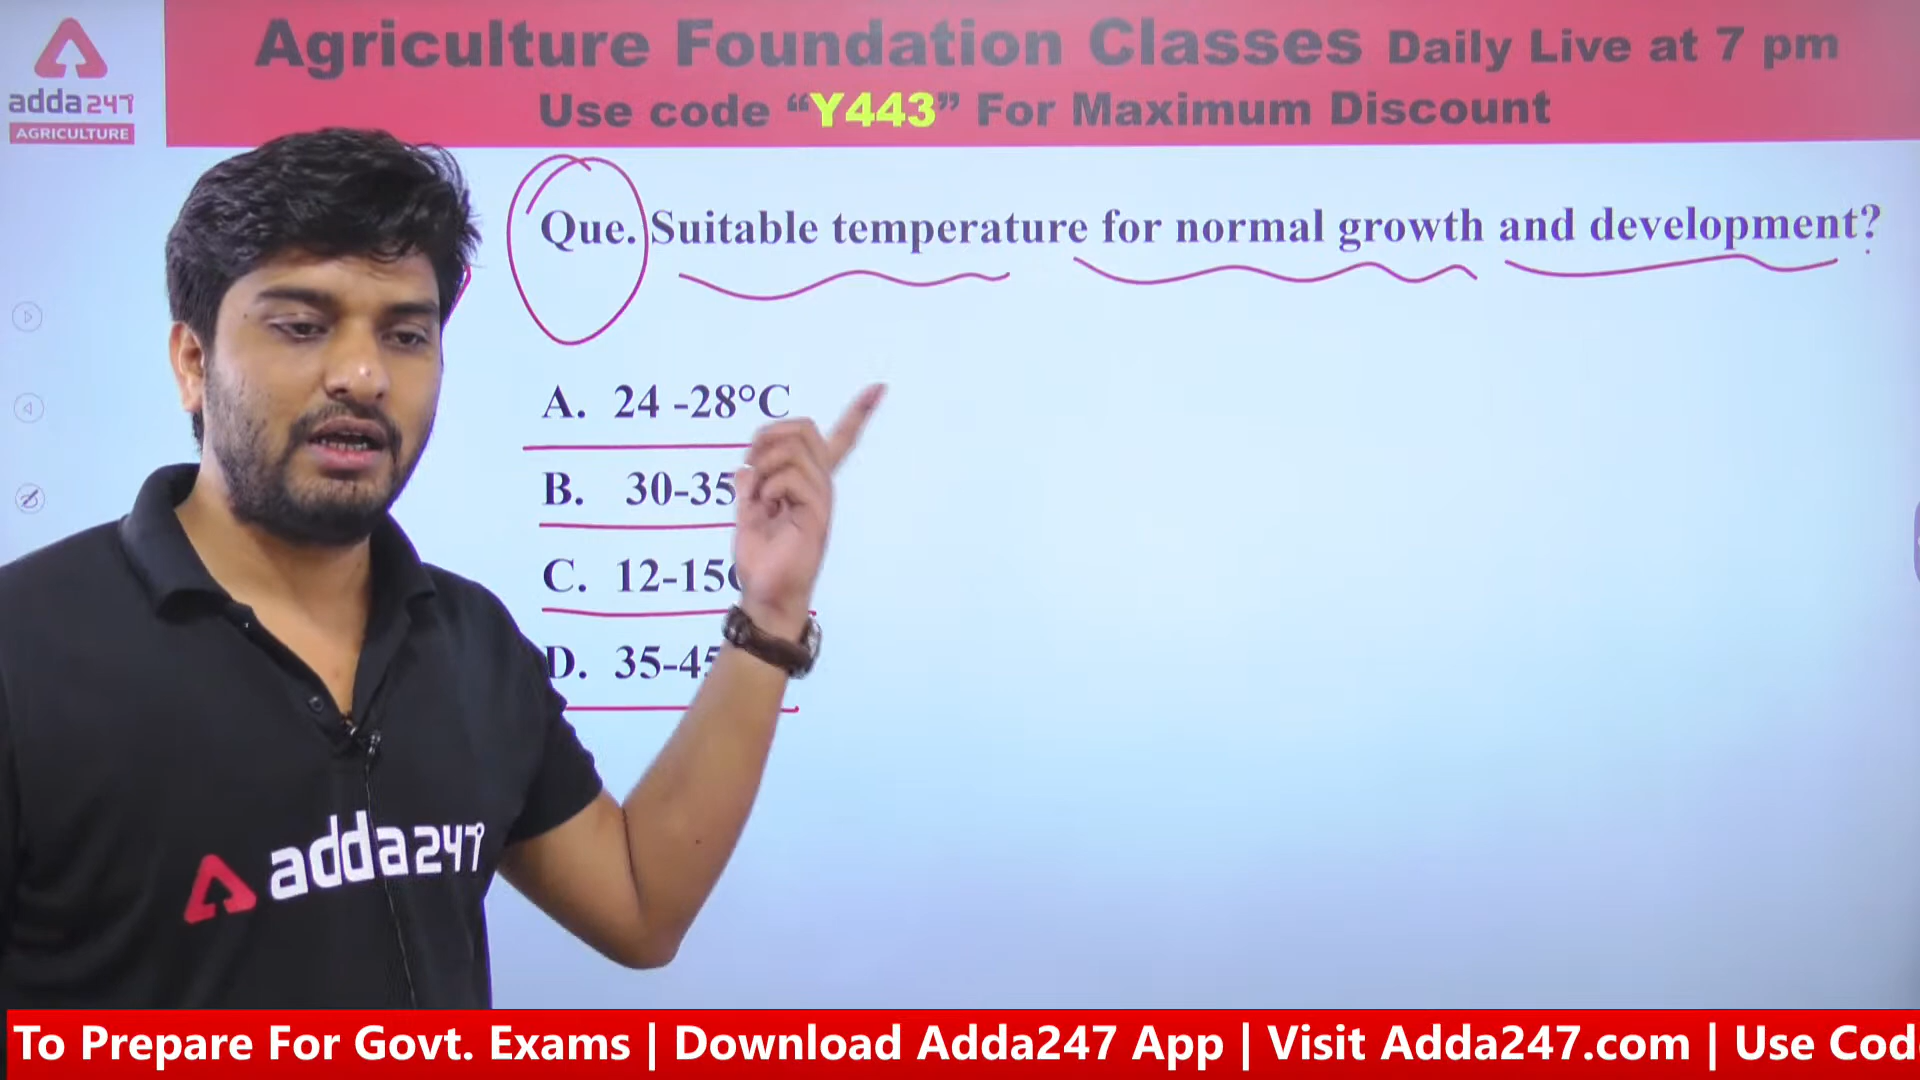 adda247
AGRICULTURE
Agriculture Foundation Classes Daily Live at 7 pm
Use code “Y443” For Maximum Discount
Que. Suitable temperature for normal growth and development?
A. 24 -28°C
B. 30-35
C. 12-15
D. 35-45
adda247
To Prepare For Govt. Exams | Download Adda247 App | Visit Adda247.com | Use